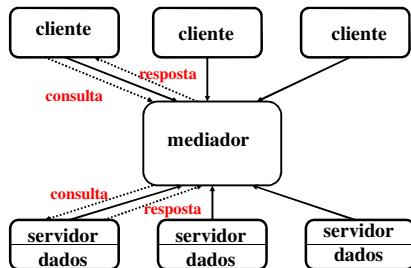 cliente
cliente
cliente
resposta
consulta
mediador
consulta
resposta
servidor
dados
servidor
dados
servidor
dados